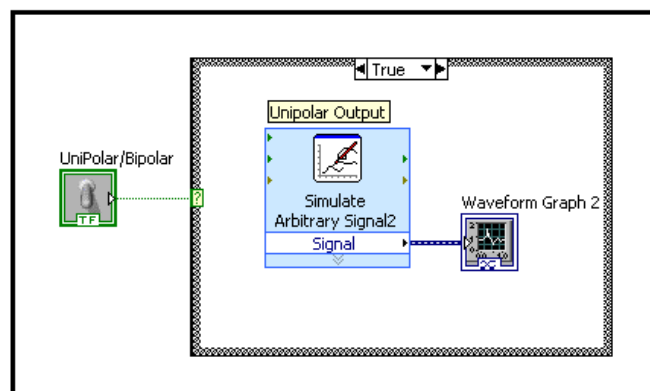 True
Unipolar Output
UniPolar/Bipolar
TF
?
Simulate
Arbitrary Signal2
Signal
Waveform Graph 2